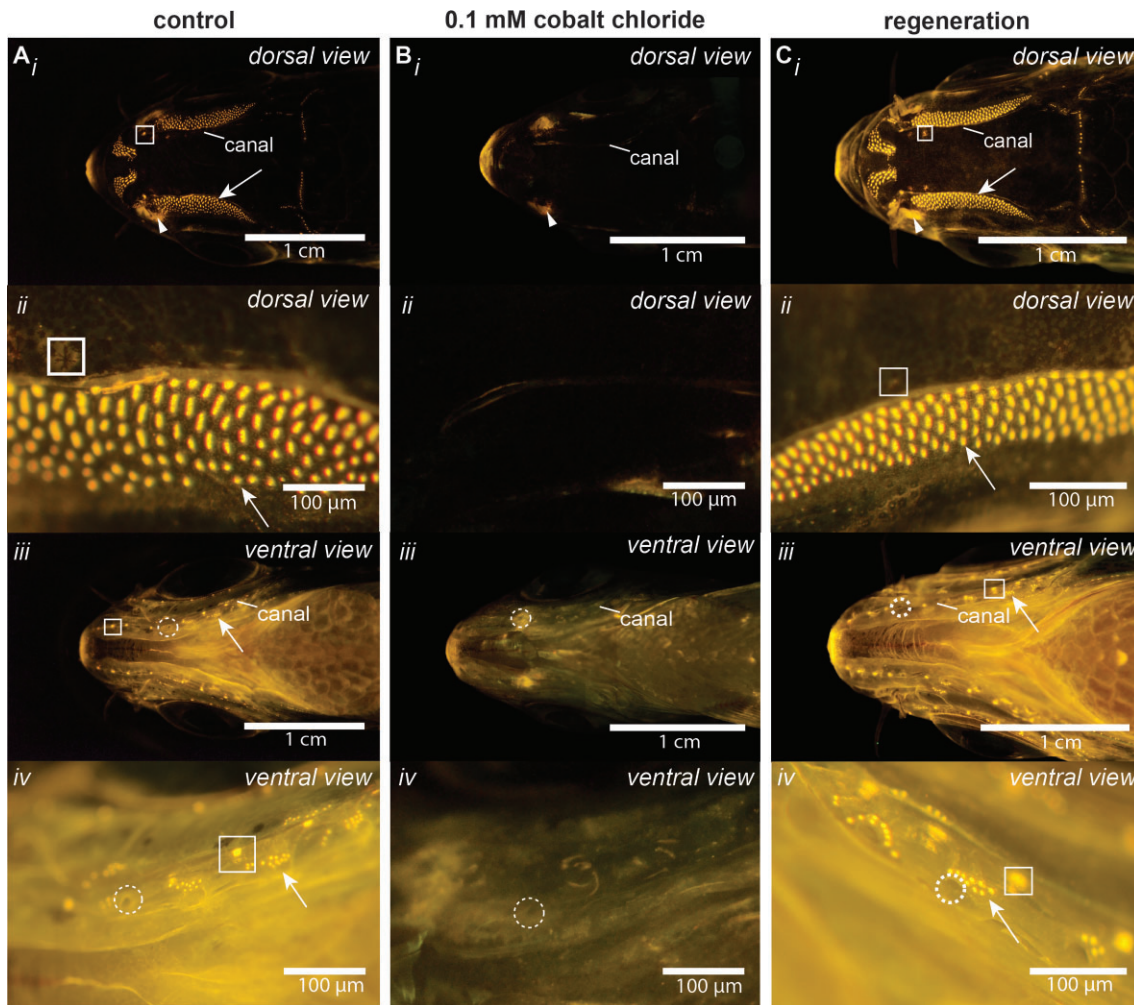 control 0.1 mM cobalt chloride regeneration
A i dorsal view B i dorsal view C i dorsal view
canal canal canal
1 cm 1 cm 1 cm
ii dorsal view ii dorsal view ii dorsal view
100 µm 100 µm 100 µm
iii ventral view iii ventral view iii ventral view
canal canal canal
1 cm 1 cm 1 cm
iv ventral view iv ventral view iv ventral view
100 µm 100 µm 100 µm